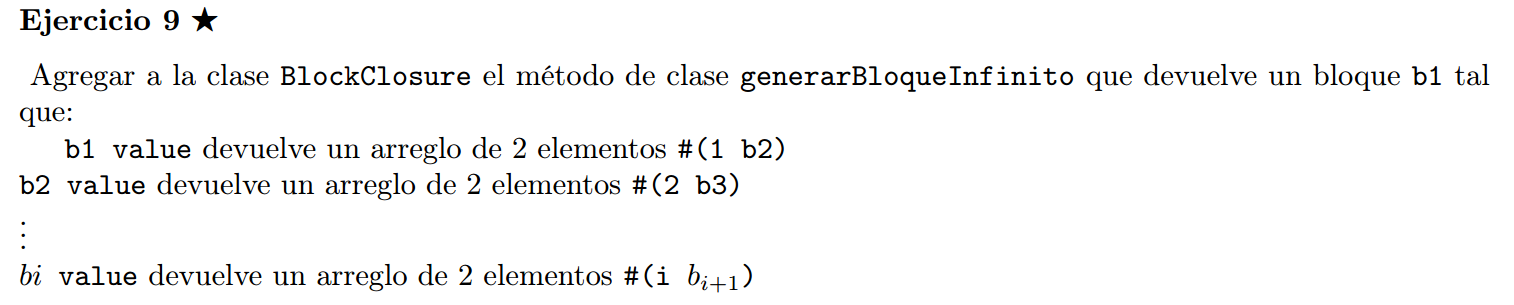 Ejercicio 9 ★
Agregar a la clase BlockClosure el método de clase generarBloqueInfinito que devuelve un bloque b1 tal
que:
b1 value devuelve un arreglo de 2 elementos #(1 b2)
b2 value devuelve un arreglo de 2 elementos #(2 b3)
⋮
bi value devuelve un arreglo de 2 elementos #(i b_{i+1})